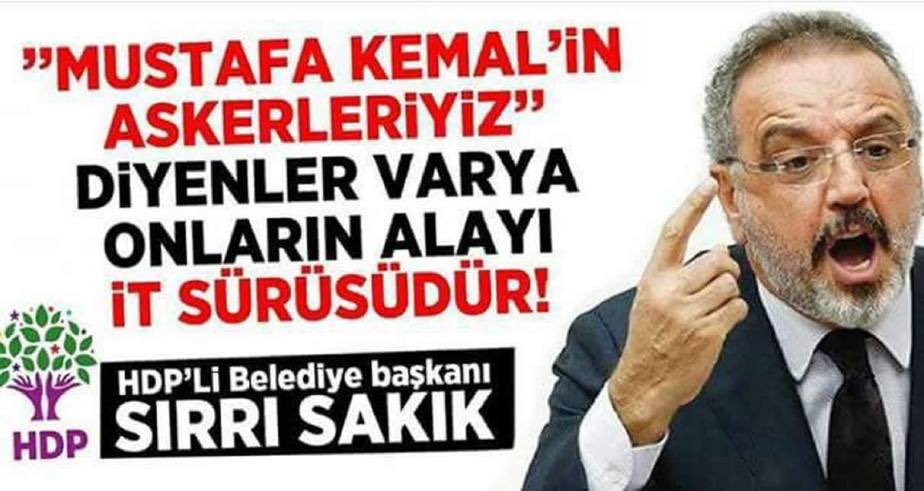 ”MUSTAFA KEMAL’iN
ASKERLERiYiZ”
DiYENLER VARYA
ONLARIN ALAYI
iT SÜRÜSÜDÜR!
HDP’Li Belediye başkanı
SIRRI SAKIK
HDP